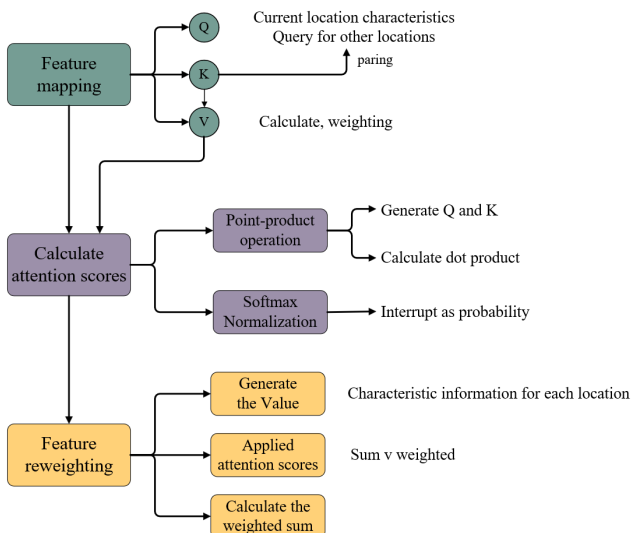 Current location characteristics
Query for other locations
Q
Feature
mapping
K
paring
V
Calculate, weighting
Calculate
attention scores
Point-product
operation
Generate Q and K
Calculate dot product
Softmax
Normalization
Interrupt as probability
Generate
the Value
Characteristic information for each location
Feature
reweighting
Applied
attention scores
Sum v weighted
Calculate the
weighted sum